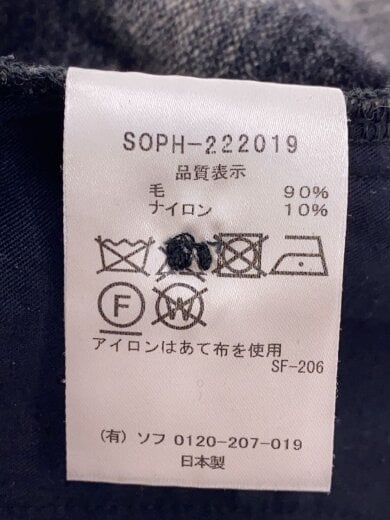 SOPH-222019
品質表示
毛 90%
ナイロン 10%
F W
アイロンはあて布を使用
SF-206
(有) ソフ 0120-207-019
日本製